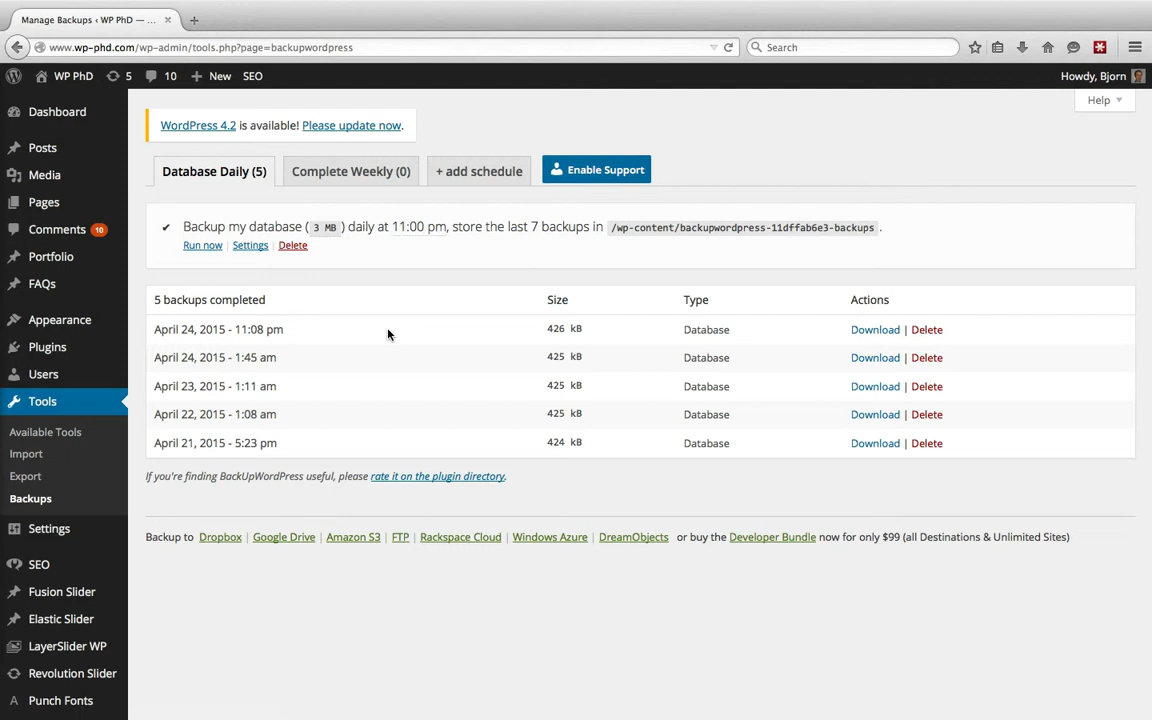 Manage Backups ‹ WP PhD — ...
www.wp-phd.com/wp-admin/tools.php?page=backupwordpress
Search
WP PhD 5 10 New SEO Howdy, Bjorn
Help
Dashboard
Posts
Media
Pages
Comments 10
Portfolio
FAQs
Appearance
Plugins
Users
Tools
Available Tools
Import
Export
Backups
Settings
SEO
Fusion Slider
Elastic Slider
LayerSlider WP
Revolution Slider
Punch Fonts
WordPress 4.2 is available! Please update now.
Database Daily (5) Complete Weekly (0) + add schedule Enable Support
✔ Backup my database ( 3 MB ) daily at 11:00 pm, store the last 7 backups in /wp-content/backupwordpress-11dffab6e3-backups .
Run now | Settings | Delete
5 backups completed Size Type Actions
April 24, 2015 - 11:08 pm 426 kB Database Download | Delete
April 24, 2015 - 1:45 am 425 kB Database Download | Delete
April 23, 2015 - 1:11 am 425 kB Database Download | Delete
April 22, 2015 - 1:08 am 425 kB Database Download | Delete
April 21, 2015 - 5:23 pm 424 kB Database Download | Delete
If you're finding BackUpWordPress useful, please rate it on the plugin directory.
Backup to Dropbox | Google Drive | Amazon S3 | FTP | Rackspace Cloud | Windows Azure | DreamObjects or buy the Developer Bundle now for only $99 (all Destinations & Unlimited Sites)